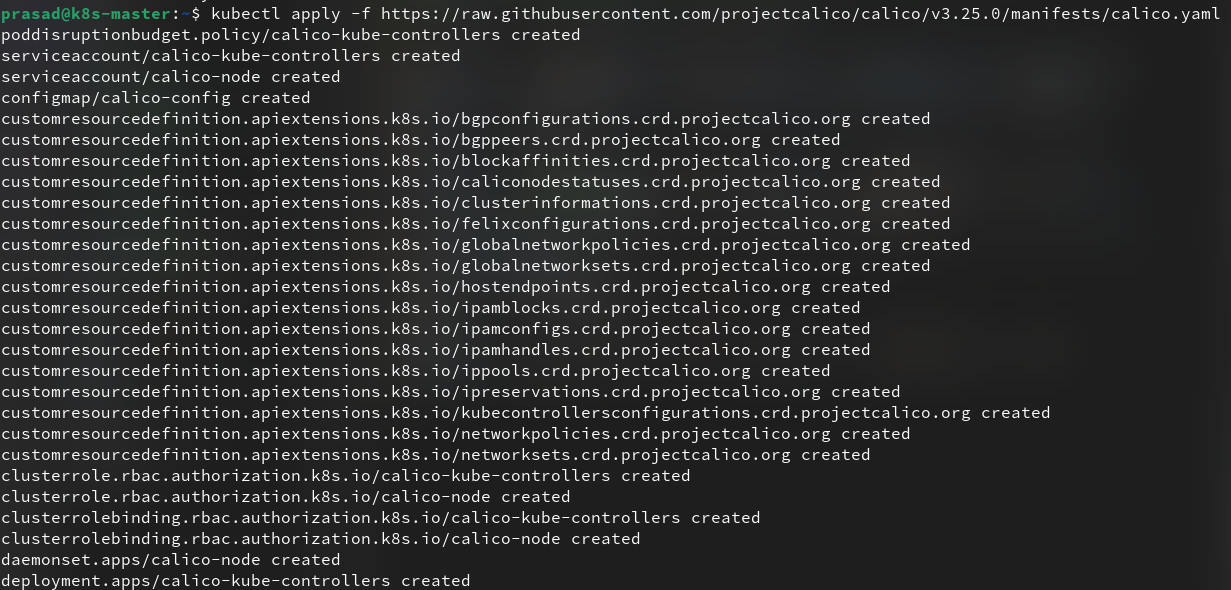 prasad@k8s-master:~$ kubectl apply -f https://raw.githubusercontent.com/projectcalico/calico/v3.25.0/manifests/calico.yaml
poddisruptionbudget.policy/calico-kube-controllers created
serviceaccount/calico-kube-controllers created
serviceaccount/calico-node created
configmap/calico-config created
customresourcedefinition.apiextensions.k8s.io/bgpconfigurations.crd.projectcalico.org created
customresourcedefinition.apiextensions.k8s.io/bgppeers.crd.projectcalico.org created
customresourcedefinition.apiextensions.k8s.io/blockaffinities.crd.projectcalico.org created
customresourcedefinition.apiextensions.k8s.io/caliconodestatuses.crd.projectcalico.org created
customresourcedefinition.apiextensions.k8s.io/clusterinformations.crd.projectcalico.org created
customresourcedefinition.apiextensions.k8s.io/felixconfigurations.crd.projectcalico.org created
customresourcedefinition.apiextensions.k8s.io/globalnetworkpolicies.crd.projectcalico.org created
customresourcedefinition.apiextensions.k8s.io/globalnetworksets.crd.projectcalico.org created
customresourcedefinition.apiextensions.k8s.io/hostendpoints.crd.projectcalico.org created
customresourcedefinition.apiextensions.k8s.io/ipamblocks.crd.projectcalico.org created
customresourcedefinition.apiextensions.k8s.io/ipamconfigs.crd.projectcalico.org created
customresourcedefinition.apiextensions.k8s.io/ipamhandles.crd.projectcalico.org created
customresourcedefinition.apiextensions.k8s.io/ippools.crd.projectcalico.org created
customresourcedefinition.apiextensions.k8s.io/ipreservations.crd.projectcalico.org created
customresourcedefinition.apiextensions.k8s.io/kubecontrollersconfigurations.crd.projectcalico.org created
customresourcedefinition.apiextensions.k8s.io/networkpolicies.crd.projectcalico.org created
customresourcedefinition.apiextensions.k8s.io/networksets.crd.projectcalico.org created
clusterrole.rbac.authorization.k8s.io/calico-kube-controllers created
clusterrole.rbac.authorization.k8s.io/calico-node created
clusterrolebinding.rbac.authorization.k8s.io/calico-kube-controllers created
clusterrolebinding.rbac.authorization.k8s.io/calico-node created
daemonset.apps/calico-node created
deployment.apps/calico-kube-controllers created